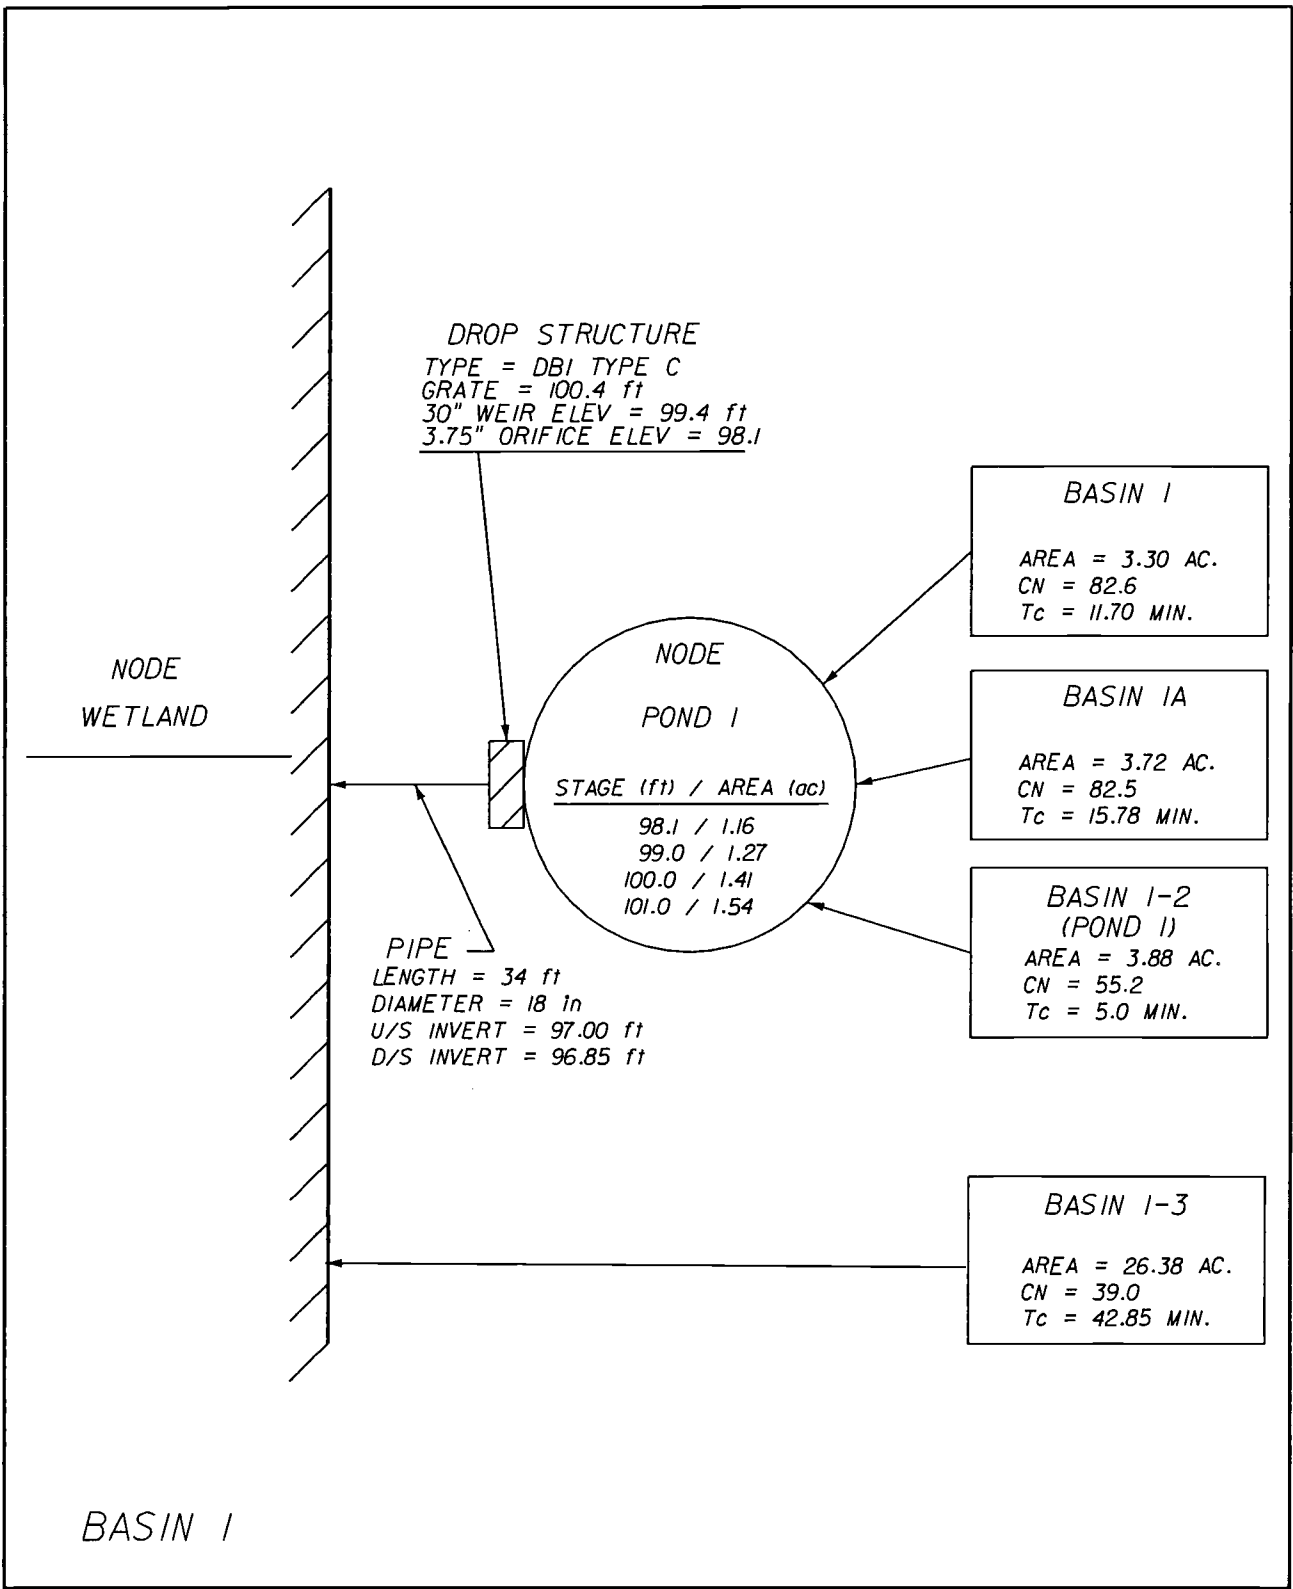 DROP STRUCTURE
TYPE = DBI TYPE C
GRATE = 100.4 ft
30" WEIR ELEV = 99.4 ft
3.75" ORIFICE ELEV = 98.1
BASIN 1
AREA = 3.30 AC.
CN = 82.6
Tc = 11.70 MIN.
NODE
WETLAND
NODE
POND 1
STAGE (ft) / AREA (ac)
98.1 / 1.16
99.0 / 1.27
100.0 / 1.41
101.0 / 1.54
BASIN 1A
AREA = 3.72 AC.
CN = 82.5
Tc = 15.78 MIN.
BASIN 1-2
(POND 1)
AREA = 3.88 AC.
CN = 55.2
Tc = 5.0 MIN.
PIPE
LENGTH = 34 ft
DIAMETER = 18 in
U/S INVERT = 97.00 ft
D/S INVERT = 96.85 ft
BASIN 1-3
AREA = 26.38 AC.
CN = 39.0
Tc = 42.85 MIN.
BASIN 1